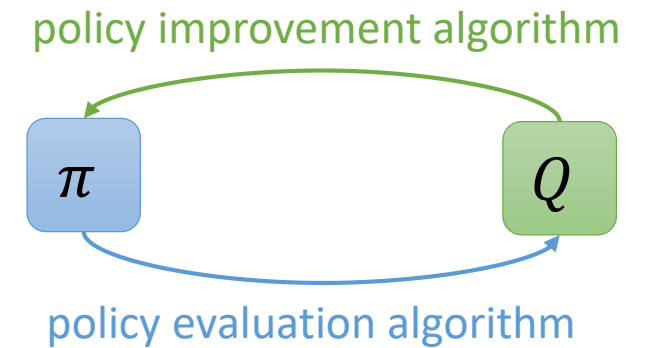 policy improvement algorithm
π
Q
policy evaluation algorithm